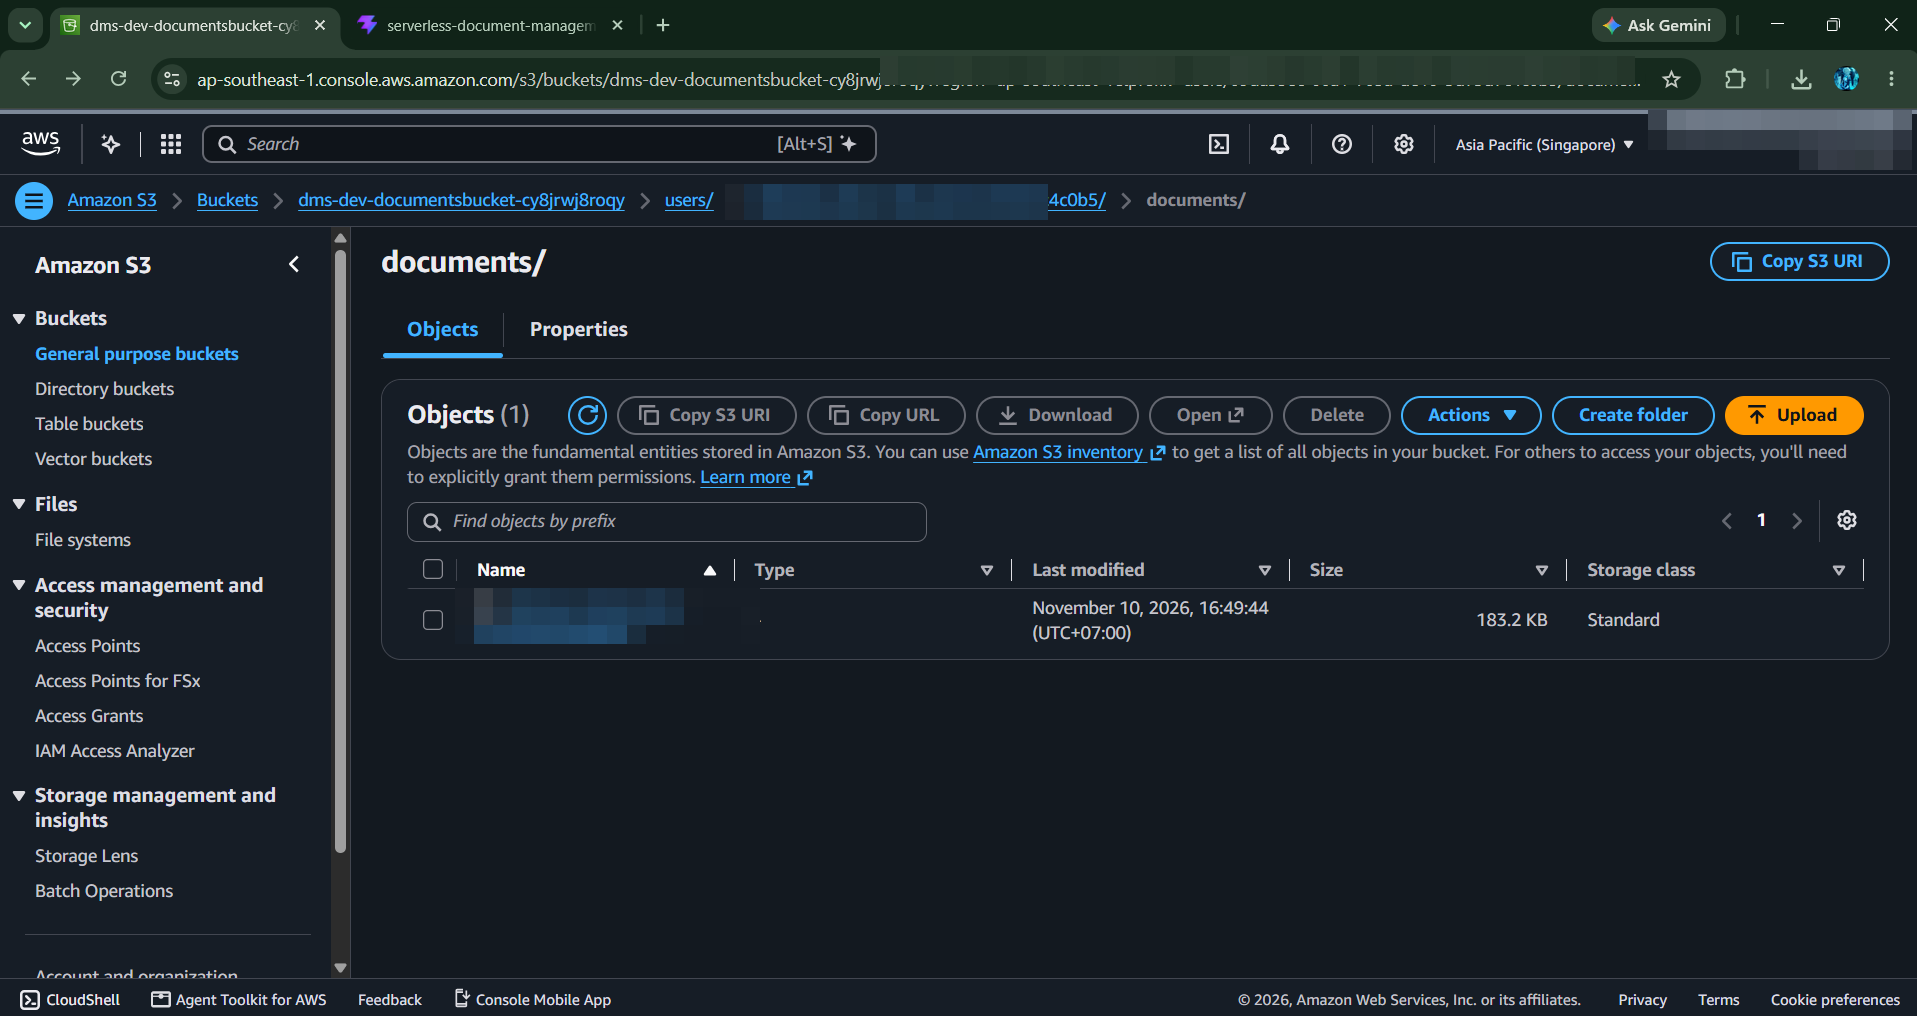 dms-dev-documentsbucket-cy8
serverless-document-managem
Ask Gemini
ap-southeast-1.console.aws.amazon.com/s3/buckets/dms-dev-documentsbucket-cy8jrwj
aws
Search
[Alt+S]
Asia Pacific (Singapore)
Amazon S3
Buckets
dms-dev-documentsbucket-cy8jrwj8roqy
users/
4c0b5/
documents/
Amazon S3
Buckets
General purpose buckets
Directory buckets
Table buckets
Vector buckets
Files
File systems
Access management and
security
Access Points
Access Points for FSx
Access Grants
IAM Access Analyzer
Storage management and
insights
Storage Lens
Batch Operations
Account and organization
documents/
Copy S3 URI
Objects
Properties
Objects (1)
Copy S3 URI
Copy URL
Download
Open
Delete
Actions
Create folder
Upload
Objects are the fundamental entities stored in Amazon S3. You can use Amazon S3 inventory to get a list of all objects in your bucket. For others to access your objects, you'll need
to explicitly grant them permissions. Learn more
Find objects by prefix
1
Name
Type
Last modified
Size
Storage class
November 10, 2026, 16:49:44
(UTC+07:00)
183.2 KB
Standard
CloudShell
Agent Toolkit for AWS
Feedback
Console Mobile App
© 2026, Amazon Web Services, Inc. or its affiliates.
Privacy
Terms
Cookie preferences